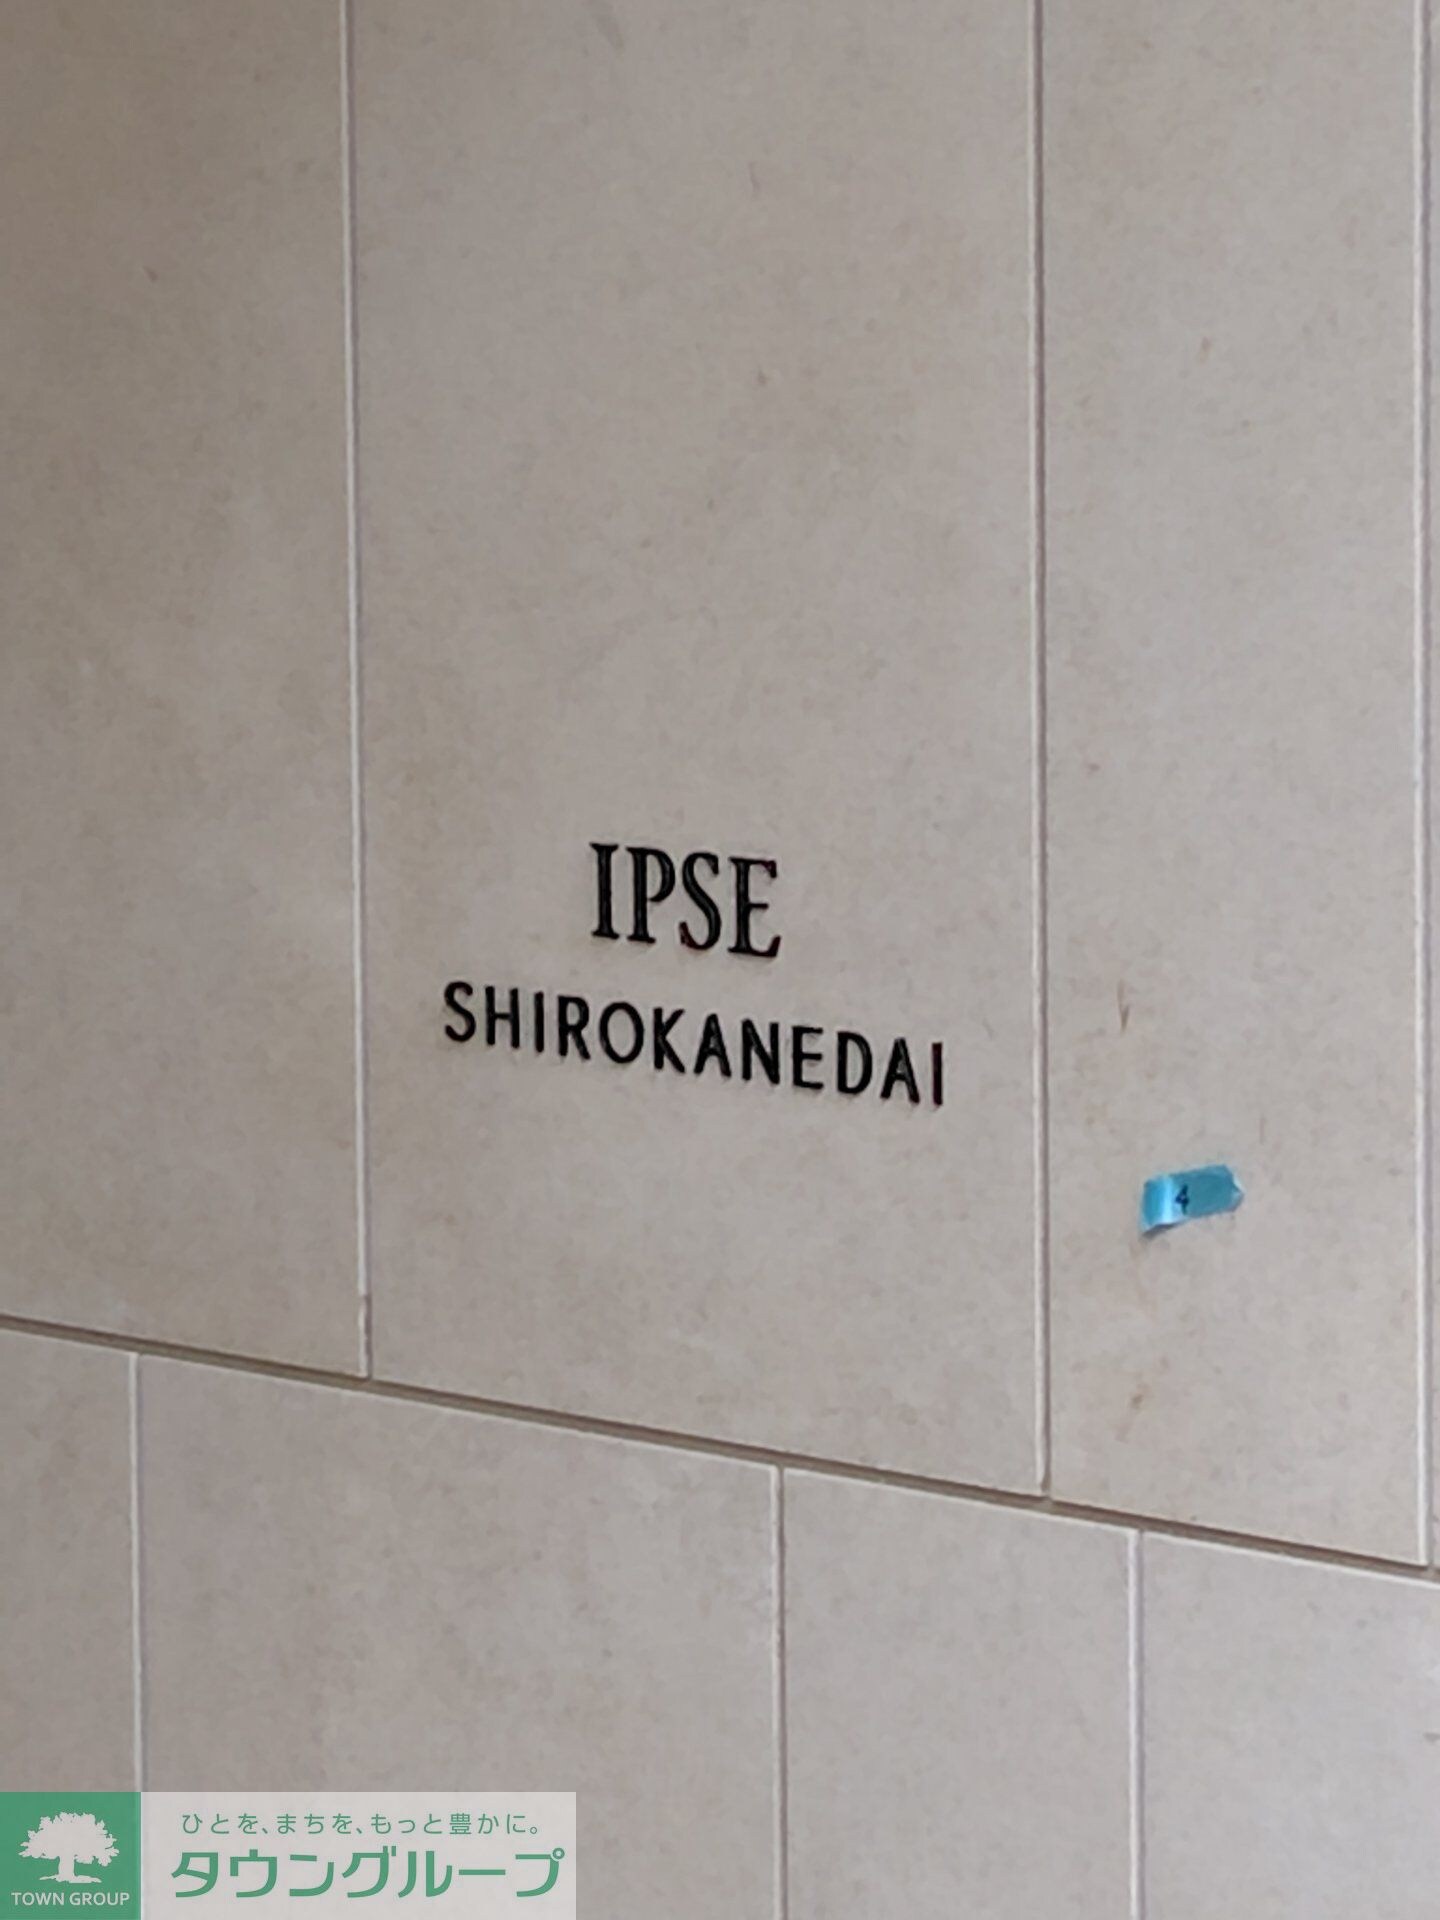 IPSE
SHIROKANEDAI
4
ひとを、まちを、もっと豊かに。
タウングループ
TOWN GROUP